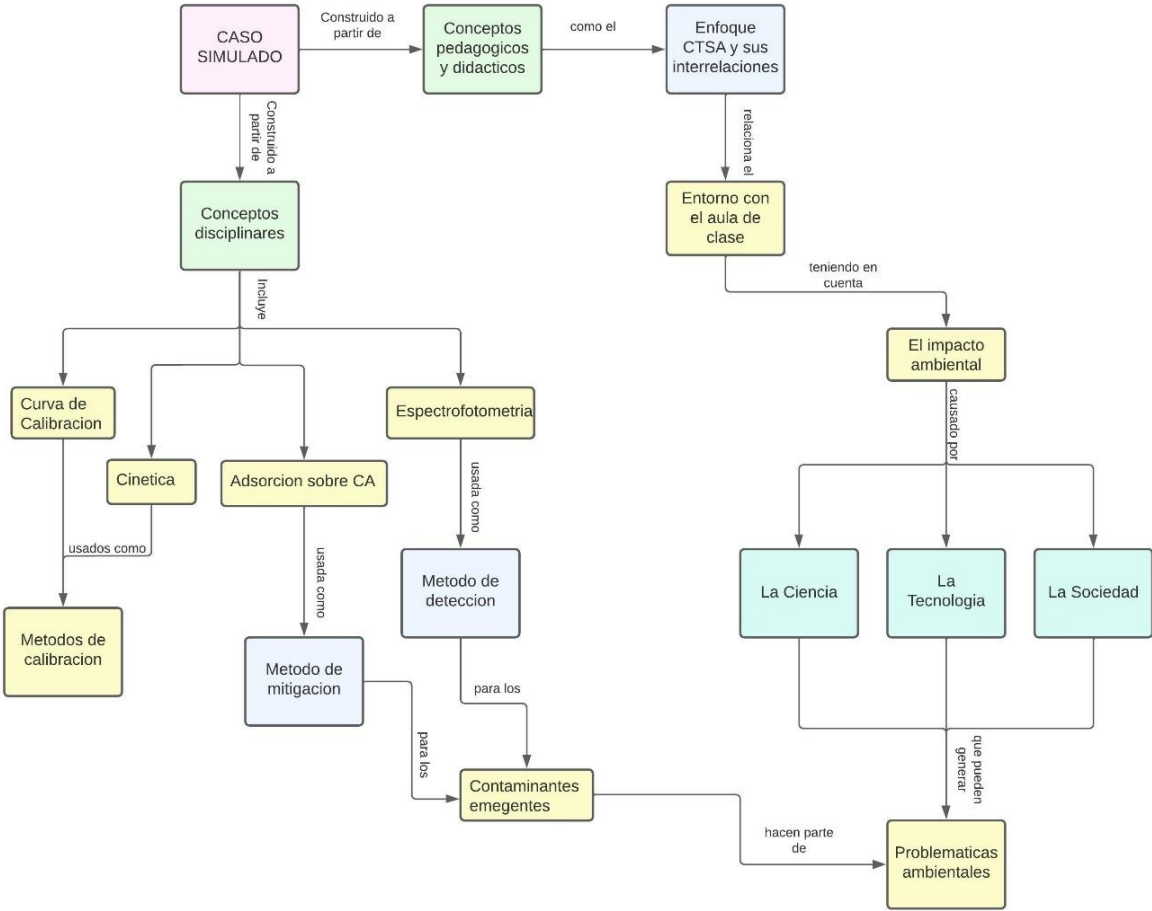 CASO
SIMULADO
Construido a
partir de
Conceptos
pedagogicos
y didacticos
como el
Enfoque
CTSA y sus
interrelaciones
Construido a
partir de
relaciona el
Conceptos
disciplinares
Entorno con
el aula de
clase
Incluye
teniendo en
cuenta
El impacto
ambiental
Curva de
Calibracion
Espectrofotometria
causado por
Cinetica
Adsorcion sobre CA
usados como
usada como
usada como
Metodo de
deteccion
La Ciencia
La
Tecnologia
La Sociedad
Metodos de
calibracion
Metodo de
mitigacion
para los
para los
que pueden
generar
Contaminantes
emegentes
hacen parte
de
Problematicas
ambientales